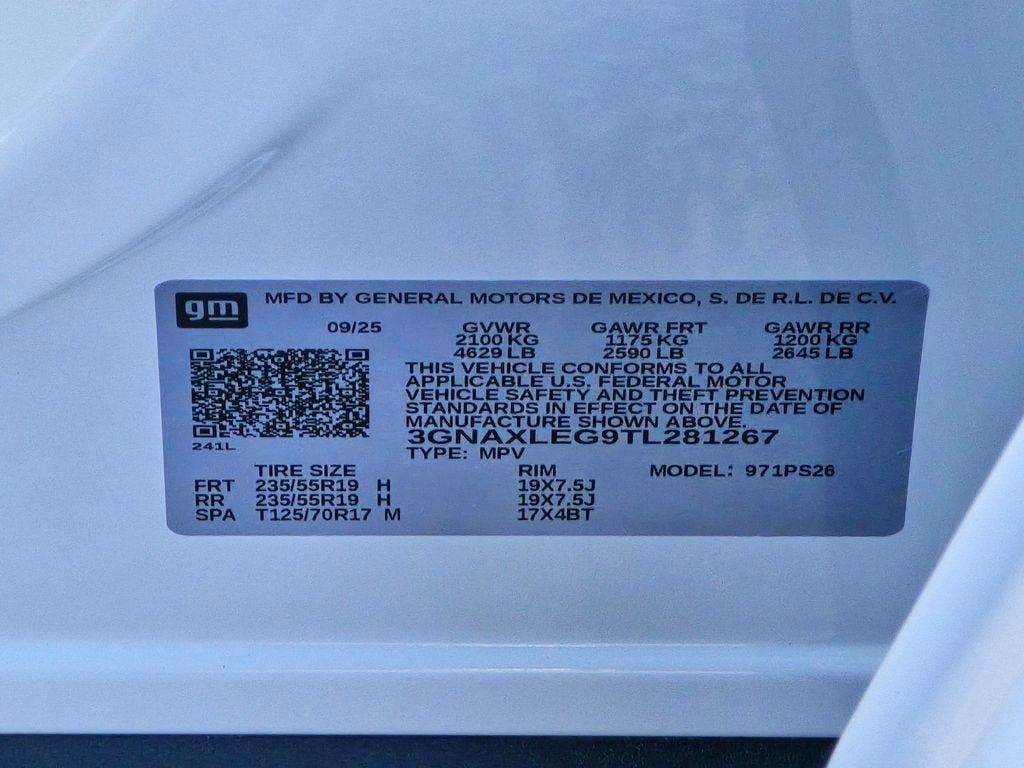 gm MFD BY GENERAL MOTORS DE MEXICO, S. DE R.L. DE C.V.
09/25 GVWR GAWR FRT GAWR RR
2100 KG 1175 KG 1200 KG
4629 LB 2590 LB 2645 LB
THIS VEHICLE CONFORMS TO ALL
APPLICABLE U.S. FEDERAL MOTOR
VEHICLE SAFETY AND THEFT PREVENTION
STANDARDS IN EFFECT ON THE DATE OF
MANUFACTURE SHOWN ABOVE.
3GNAXLEG9TL281267
241L
TYPE: MPV
TIRE SIZE RIM MODEL: 971PS26
FRT 235/55R19 H 19X7.5J
RR 235/55R19 H 19X7.5J
SPA T125/70R17 M 17X4BT